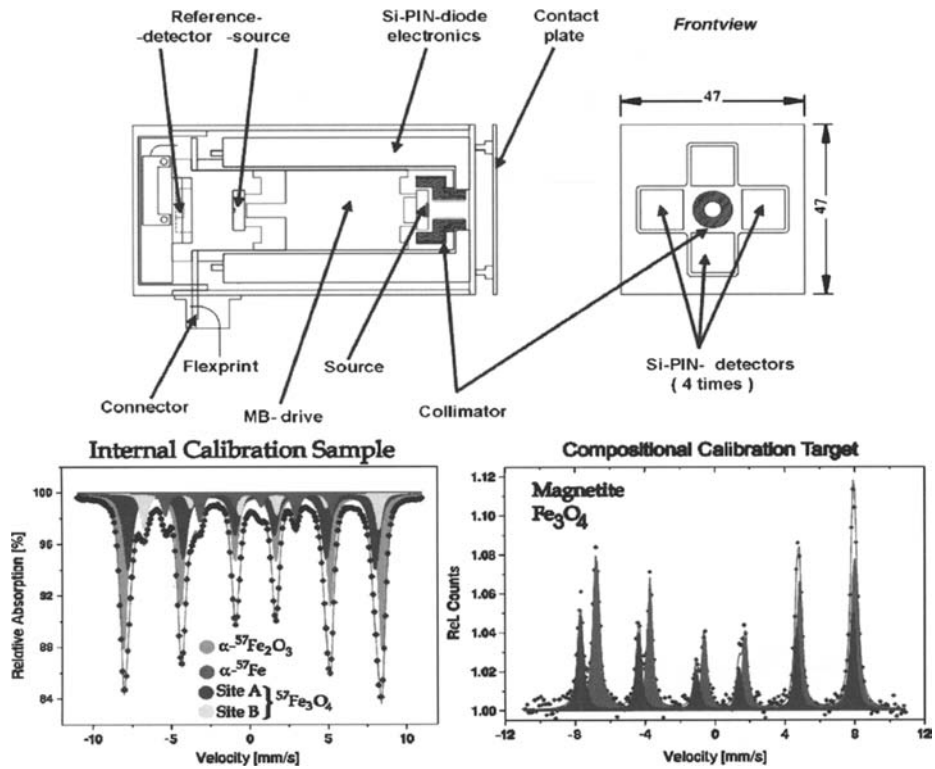 Reference-
-detector -source
Si-PIN-diode
electronics
Contact
plate
Frontview
47
47
Flexprint
Connector
MB-drive
Source
Collimator
Si-PIN- detectors
( 4 times )
Internal Calibration Sample
Relative Absorption [%]
100
96
92
88
84
α-⁵⁷Fe₂O₃
α-⁵⁷Fe
Site A
Site B
} ⁵⁷Fe₃O₄
-10 -5 0 5 10
Velocity [mm/s]
Compositional Calibration Target
Magnetite
Fe₃O₄
Rel. Counts
1.12
1.10
1.08
1.06
1.04
1.02
1.00
-12 -8 -4 0 4 8 12
Velocity [mm/s]